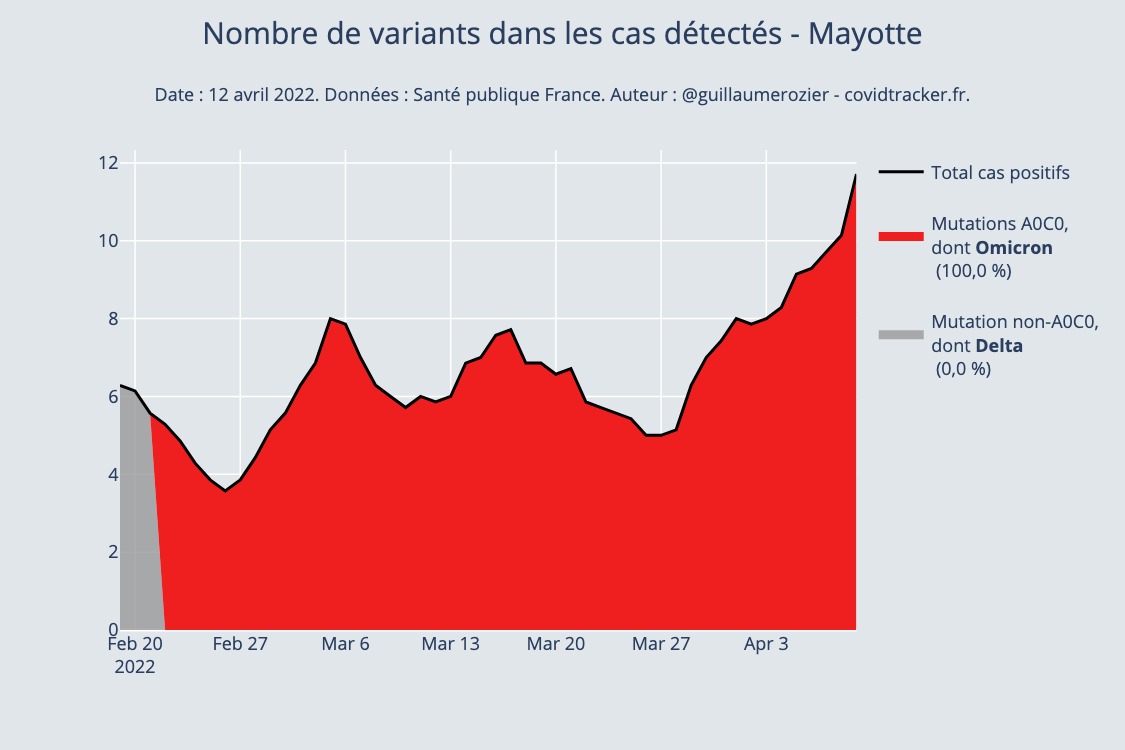 Nombre de variants dans les cas détectés - Mayotte
Date : 12 avril 2022. Données : Santé publique France. Auteur : @guillaumerozier - covidtracker.fr.
12
10
8
6
4
2
0
Feb 20
2022
Feb 27
Mar 6
Mar 13
Mar 20
Mar 27
Apr 3
Total cas positifs
Mutations A0C0,
dont Omicron
(100,0 %)
Mutation non-A0C0,
dont Delta
(0,0 %)